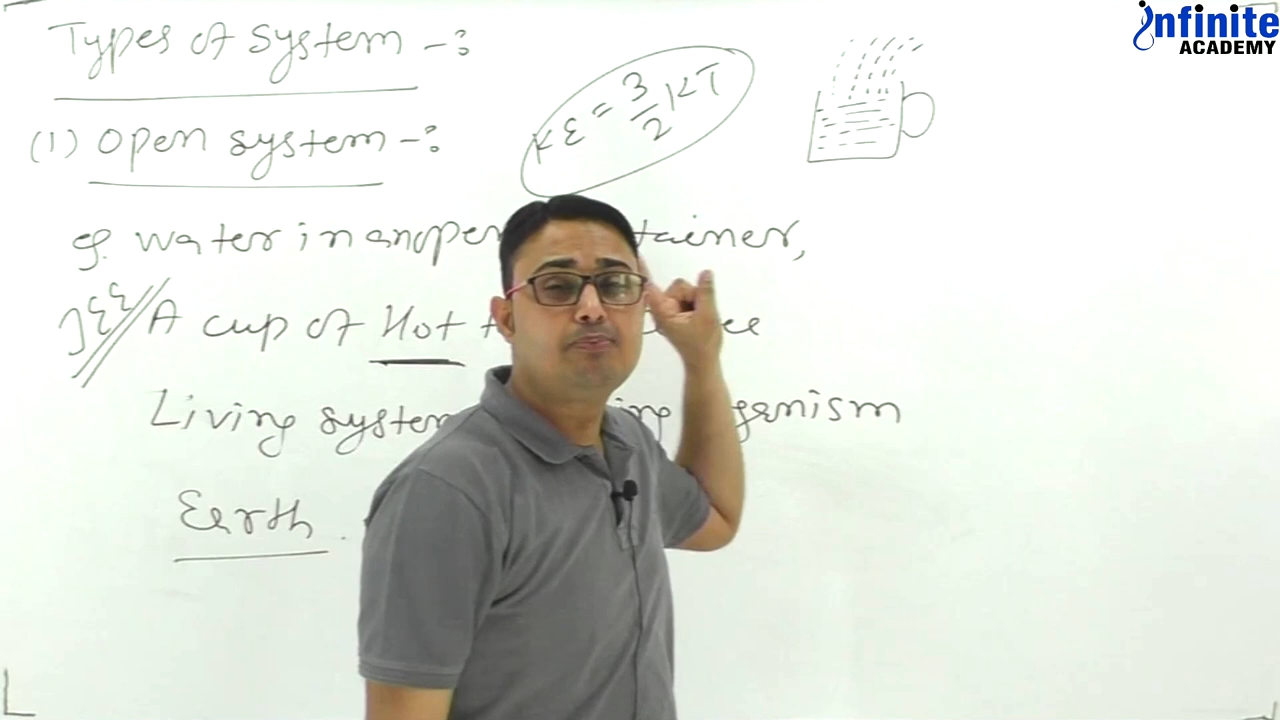 Types of System -:
(1) Open System -:
KE = 3/2 KT
eg. Water in an open container,
JEE // A cup of Hot
Living system
Earth.
infinite
ACADEMY